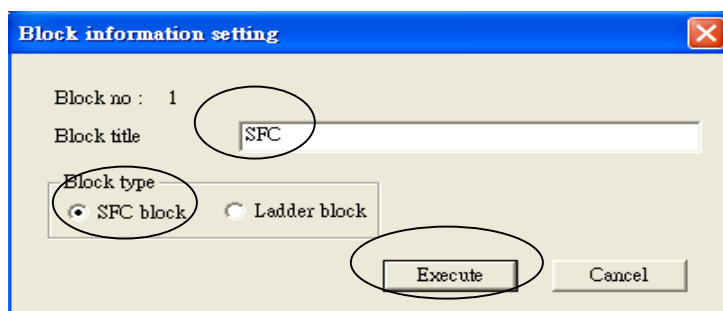 Block information setting
Block no : 1
Block title SFC
Block type
SFC block Ladder block
Execute Cancel